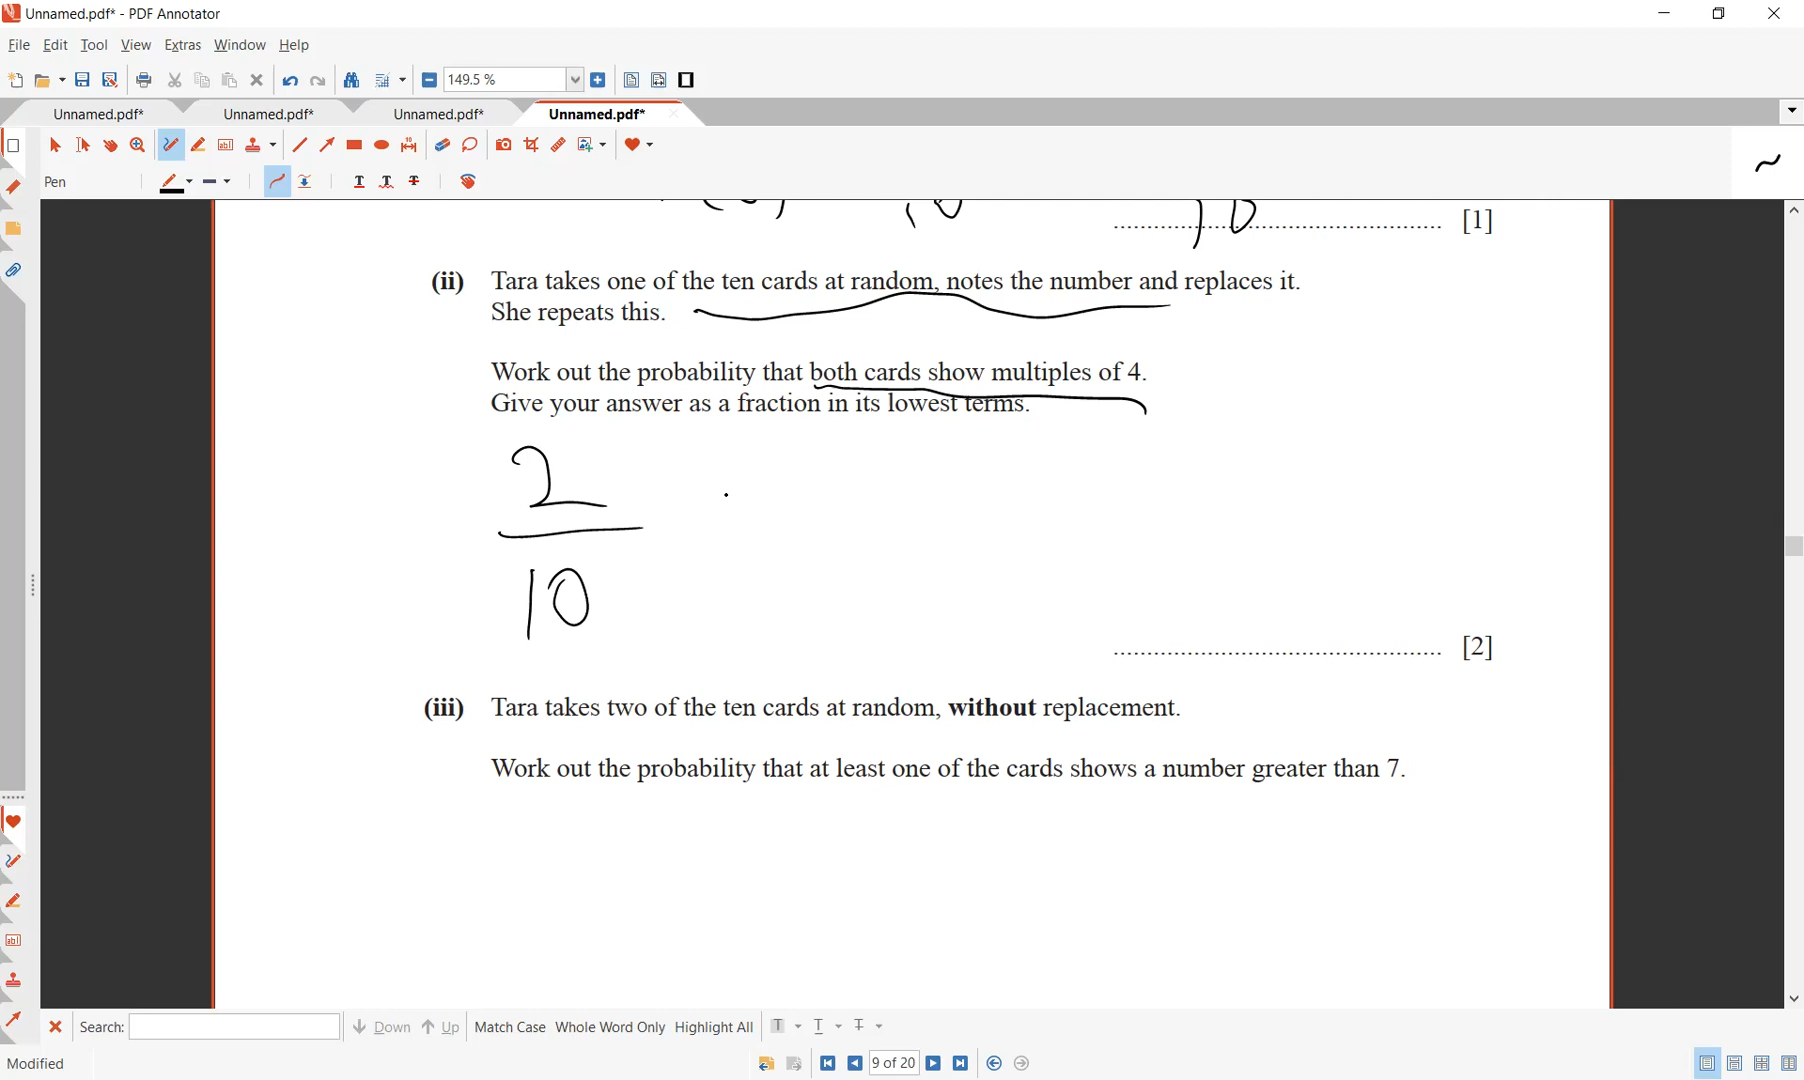 Unnamed.pdf* - PDF Annotator
File Edit Tool View Extras Window Help
149.5 %
Unnamed.pdf* Unnamed.pdf* Unnamed.pdf* Unnamed.pdf*
Pen
10 [1]
(ii) Tara takes one of the ten cards at random, notes the number and replaces it.
She repeats this.
Work out the probability that both cards show multiples of 4.
Give your answer as a fraction in its lowest terms.
2
10
[2]
(iii) Tara takes two of the ten cards at random, without replacement.
Work out the probability that at least one of the cards shows a number greater than 7.
Search: Down Up Match Case Whole Word Only Highlight All
Modified 9 of 20